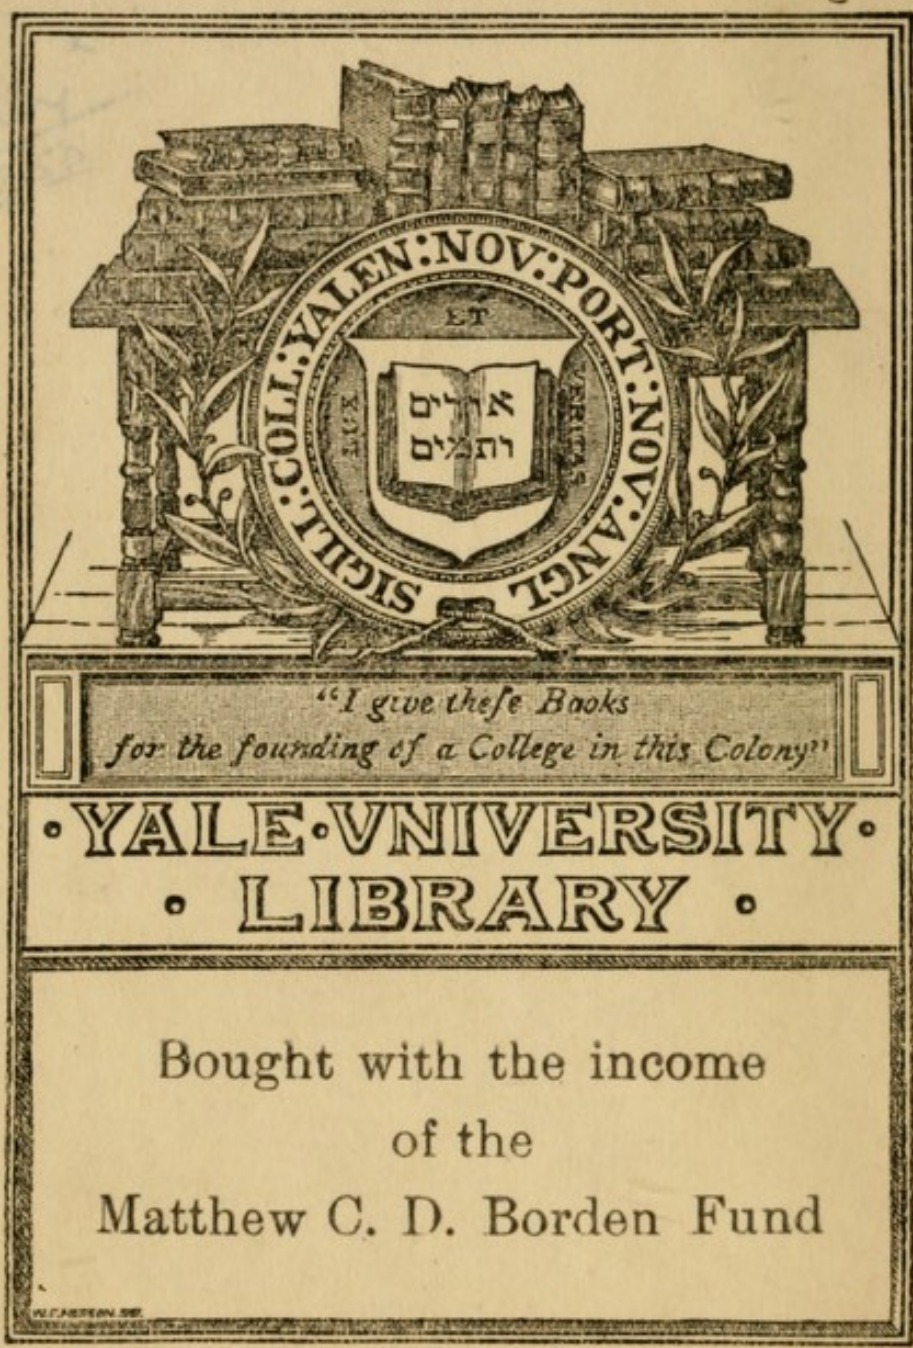 SIGILL:COLL:YALEN:NOV:PORT:NOV:ANGL
ET
LUX
VERITAS
אורים
ותמים
“I give theſe Books
for the founding of a College in this Colony”
·YALE·VNIVERSITY·
· LIBRARY ·
Bought with the income
of the
Matthew C. D. Borden Fund